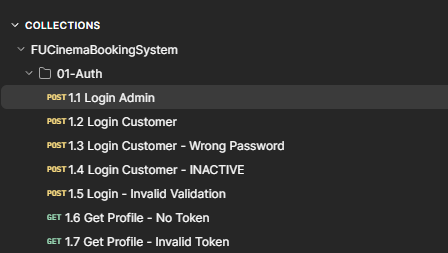 COLLECTIONS
FUCinemaBookingSystem
01-Auth
POST 1.1 Login Admin
POST 1.2 Login Customer
POST 1.3 Login Customer - Wrong Password
POST 1.4 Login Customer - INACTIVE
POST 1.5 Login - Invalid Validation
GET 1.6 Get Profile - No Token
GET 1.7 Get Profile - Invalid Token